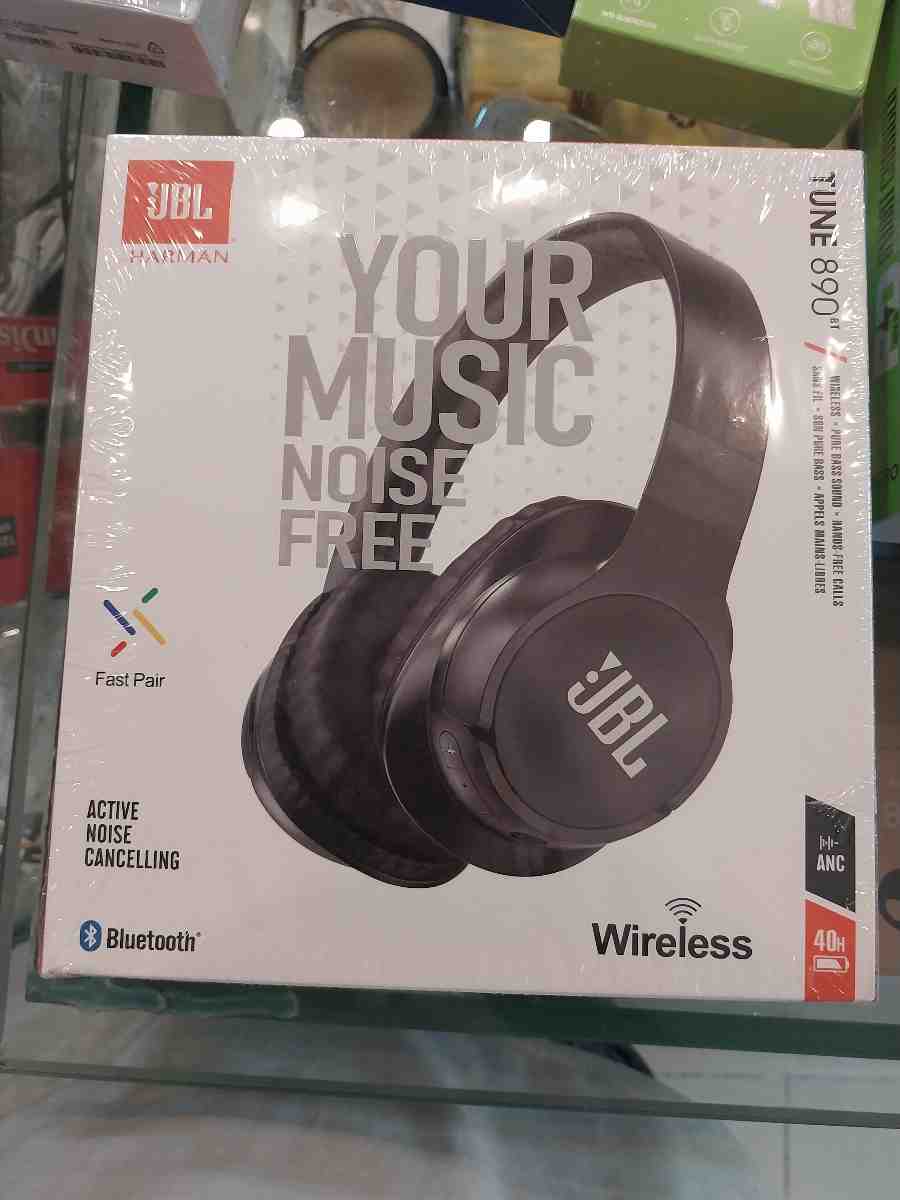 JBL
HARMAN
YOUR
MUSIC
NOISE
FREE
TUNE 890BT
WIRELESS • PURE BASS SOUND • HANDS-FREE CALLS
SANS FIL • SON PURE BASS • APPELS MAINS-LIBRES
Fast Pair
JBL
ACTIVE
NOISE
CANCELLING
ANC
Bluetooth®
Wireless
40H